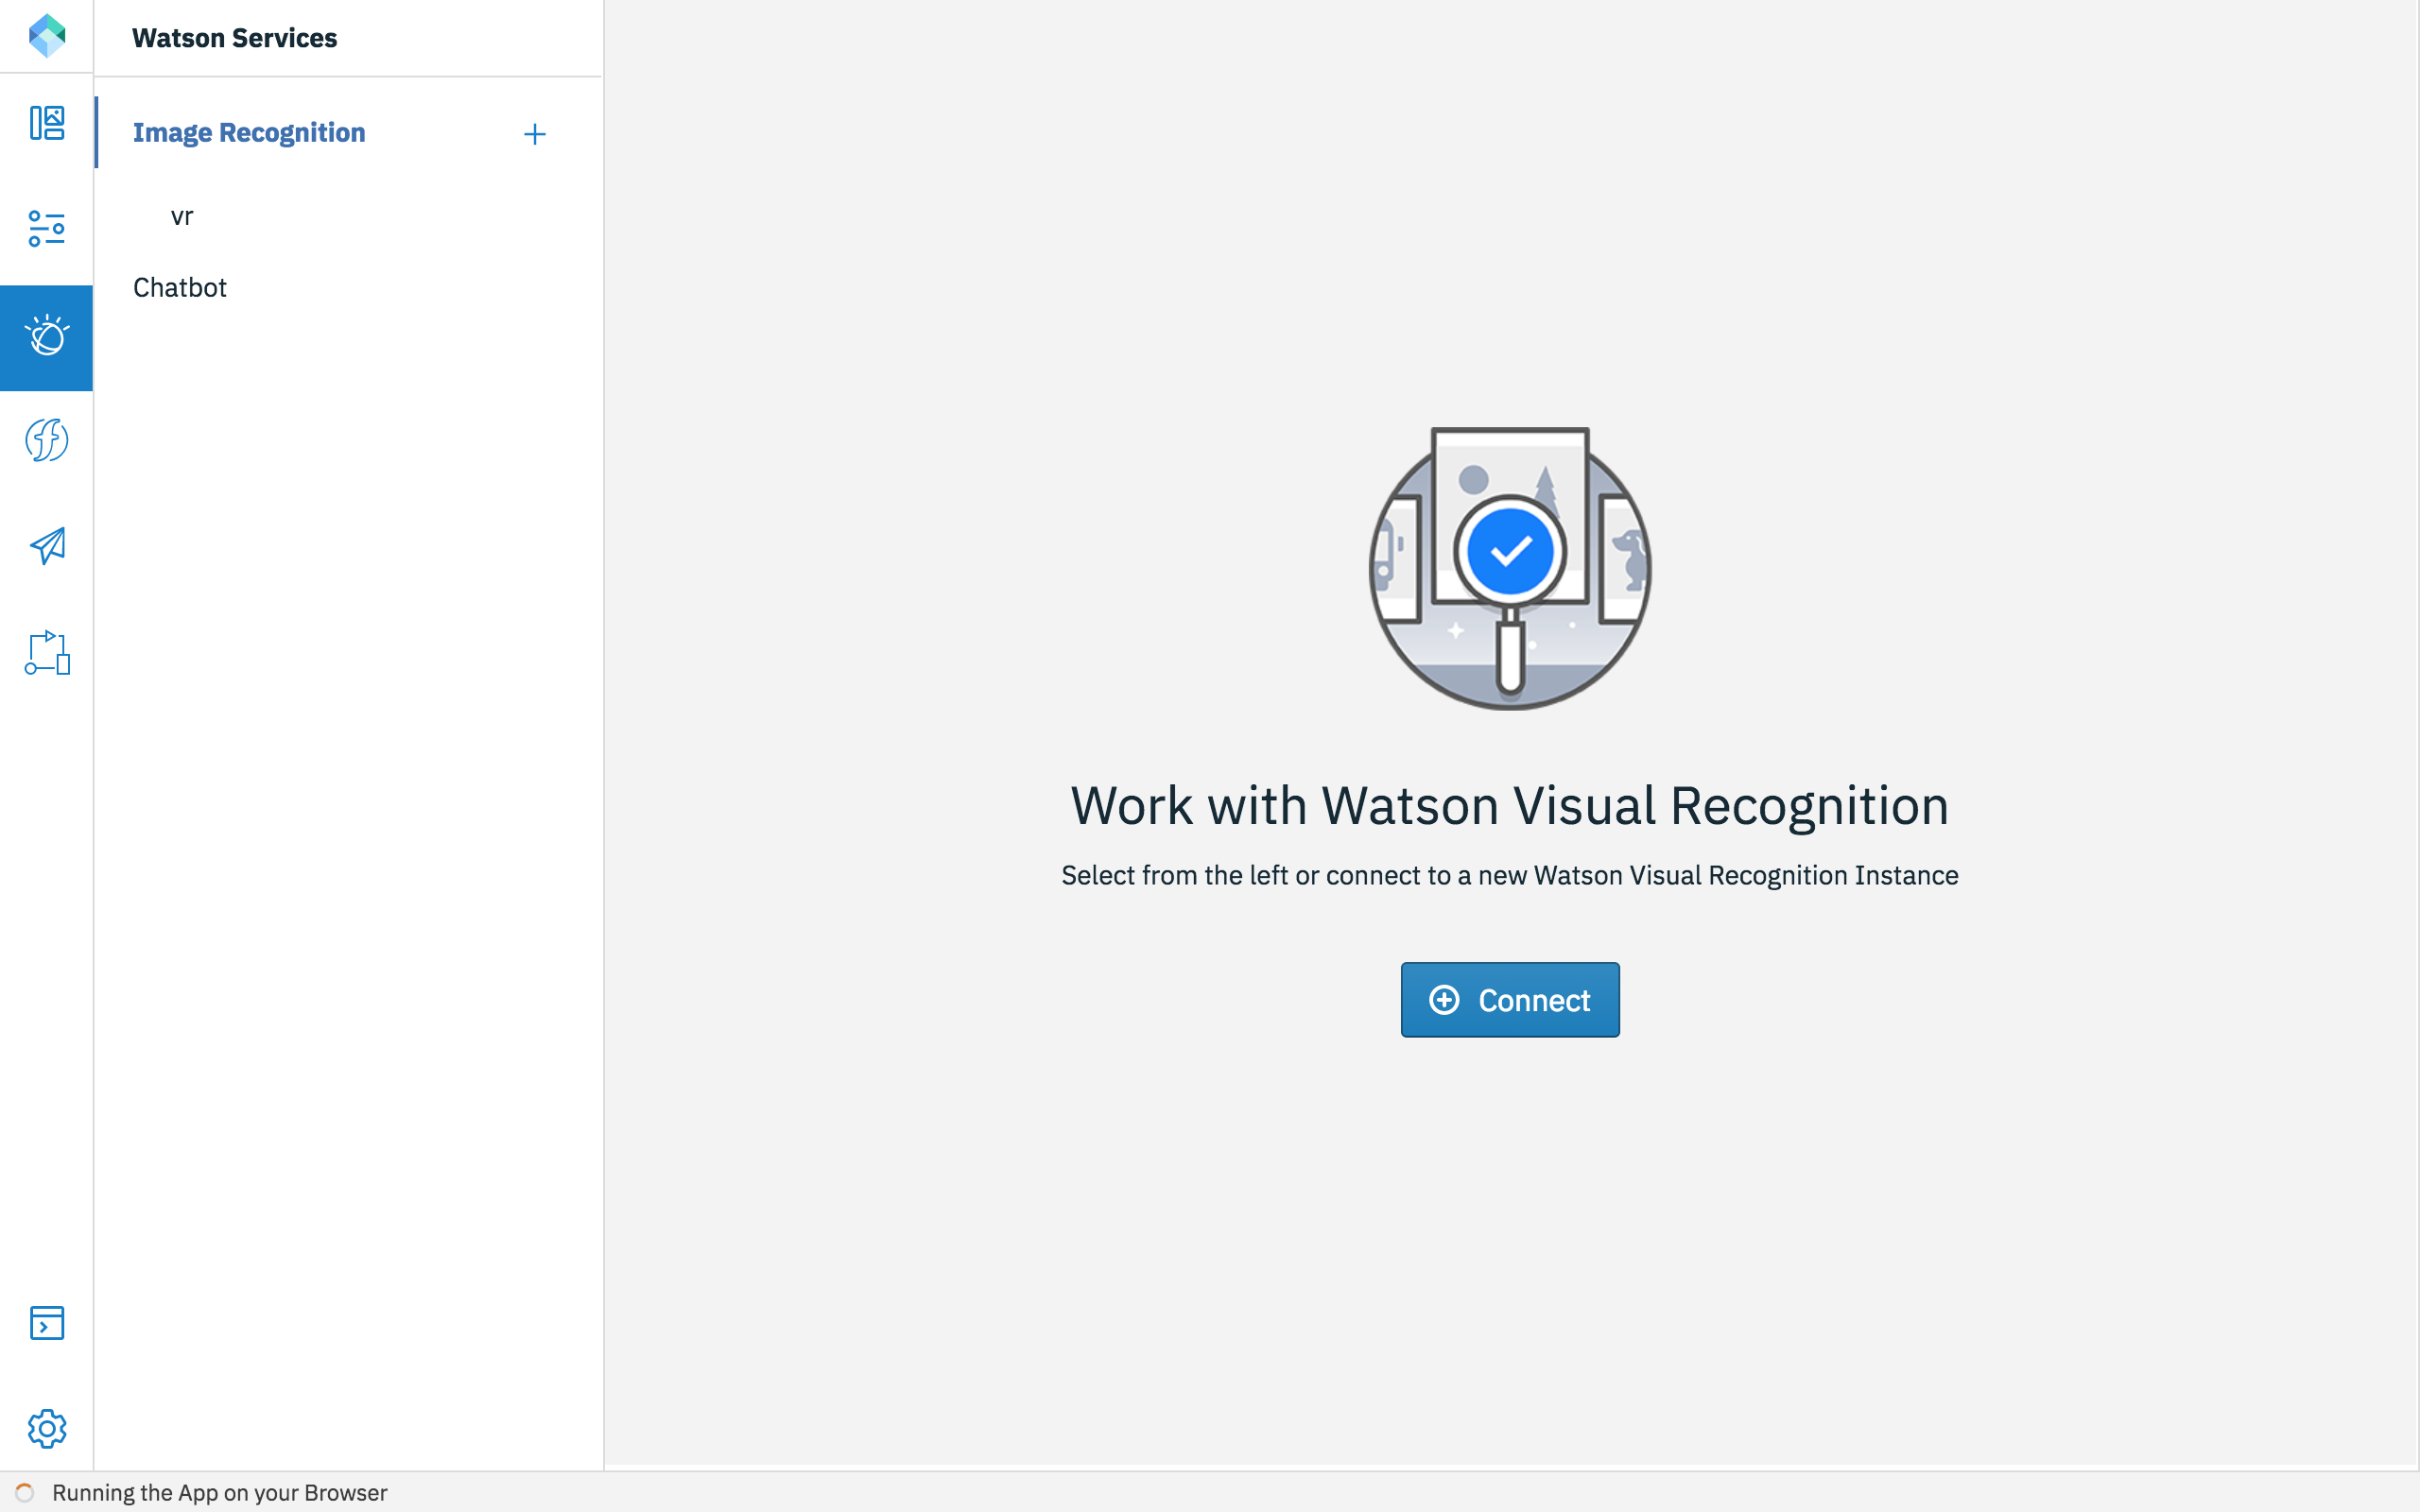 Watson Services
Image Recognition
vr
Chatbot
Work with Watson Visual Recognition
Select from the left or connect to a new Watson Visual Recognition Instance
Connect
Running the App on your Browser